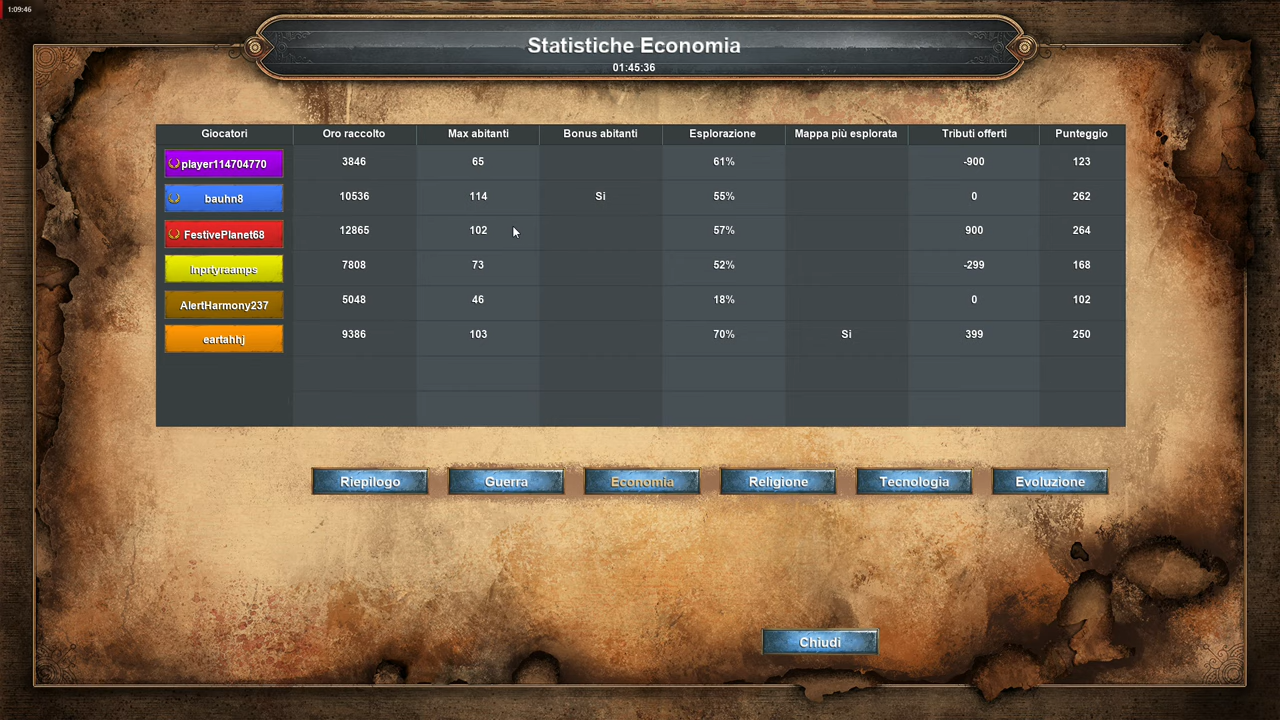 1:09:46
Statistiche Economia
01:45:36
Giocatori Oro raccolto Max abitanti Bonus abitanti Esplorazione Mappa più esplorata Tributi offerti Punteggio
player114704770 3846 65 61% -900 123
bauhn8 10536 114 Si 55% 0 262
FestivePlanet68 12865 102 57% 900 264
lnprtyraamps 7808 73 52% -299 168
AlertHarmony237 5048 46 18% 0 102
eartahhj 9386 103 70% Si 399 250
Riepilogo Guerra Economia Religione Tecnologia Evoluzione
Chiudi